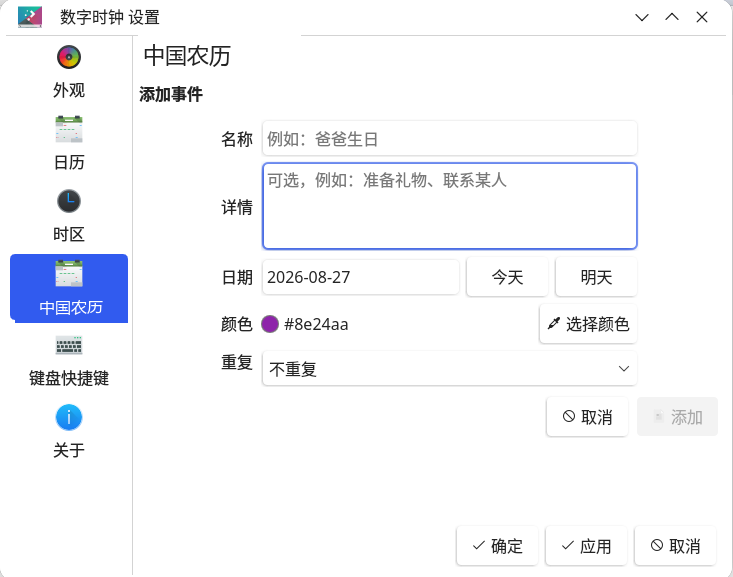 数字时钟 设置
外观
日历
时区
中国农历
键盘快捷键
关于
中国农历
添加事件
名称 例如：爸爸生日
详情 可选，例如：准备礼物、联系某人
日期 2026-08-27 今天 明天
颜色 #8e24aa 选择颜色
重复 不重复
取消 添加
确定 应用 取消